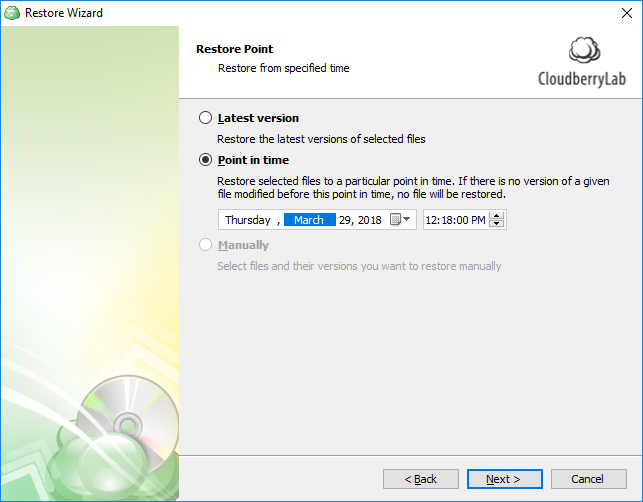 Restore Wizard
Restore Point
Restore from specified time
CloudberryLab
Latest version
Restore the latest versions of selected files
Point in time
Restore selected files to a particular point in time. If there is no version of a given
file modified before this point in time, no file will be restored.
Thursday , March 29, 2018 12:18:00 PM
Manually
Select files and their versions you want to restore manually
< Back Next > Cancel